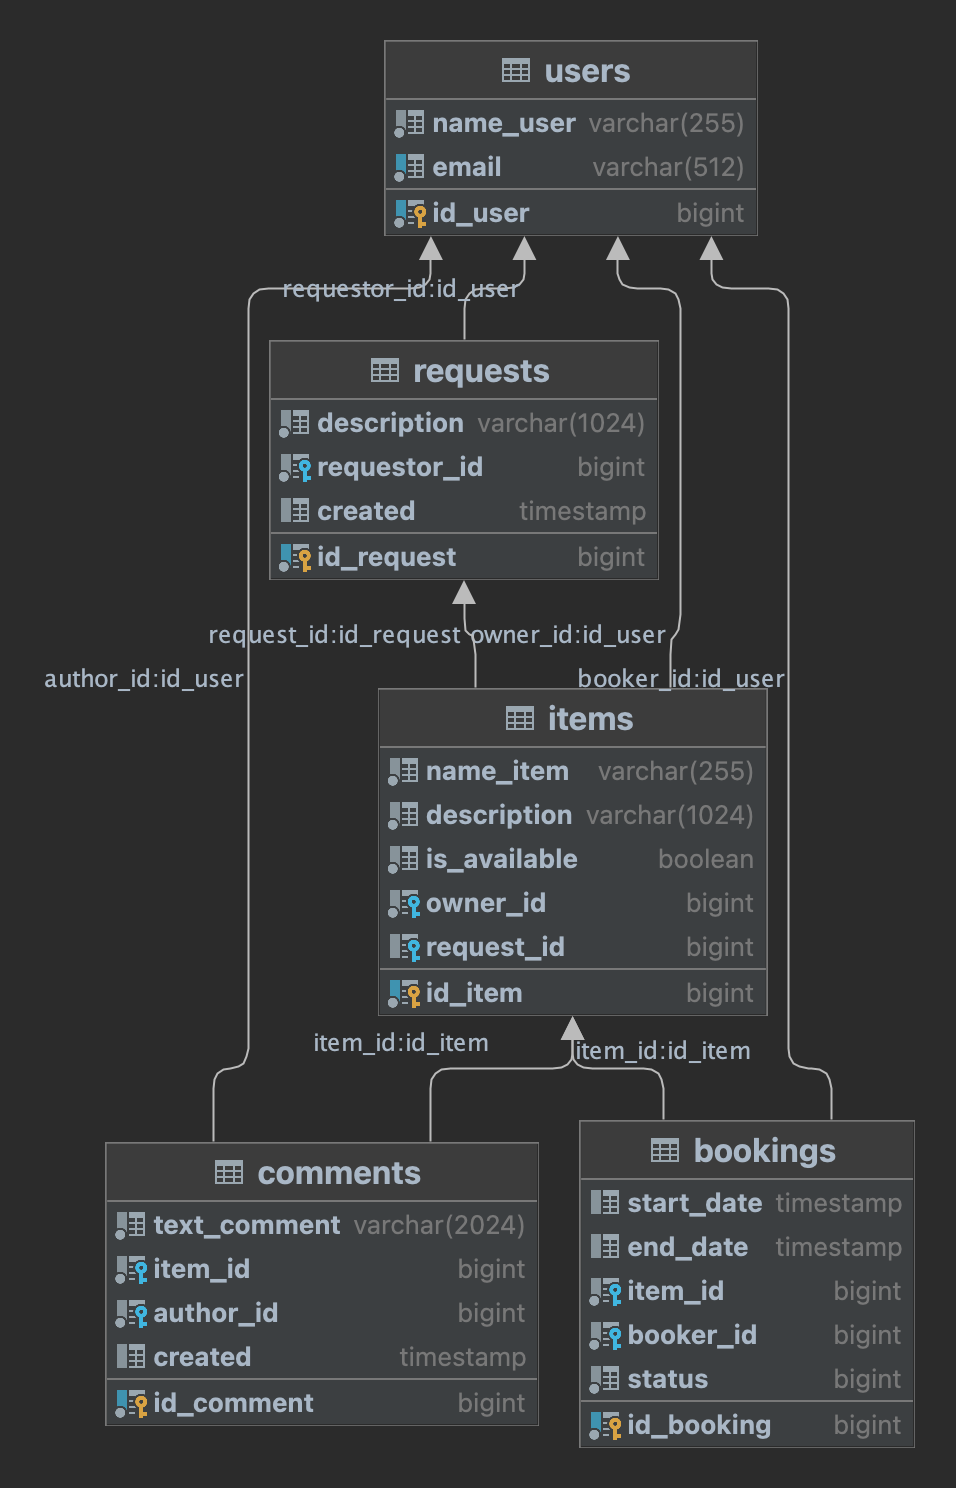 users
name_user varchar(255)
email varchar(512)
id_user bigint
requestor_id:id_user
requests
description varchar(1024)
requestor_id bigint
created timestamp
id_request bigint
request_id:id_request owner_id:id_user
author_id:id_user booker_id:id_user
items
name_item varchar(255)
description varchar(1024)
is_available boolean
owner_id bigint
request_id bigint
id_item bigint
item_id:id_item item_id:id_item
comments
text_comment varchar(2024)
item_id bigint
author_id bigint
created timestamp
id_comment bigint
bookings
start_date timestamp
end_date timestamp
item_id bigint
booker_id bigint
status bigint
id_booking bigint